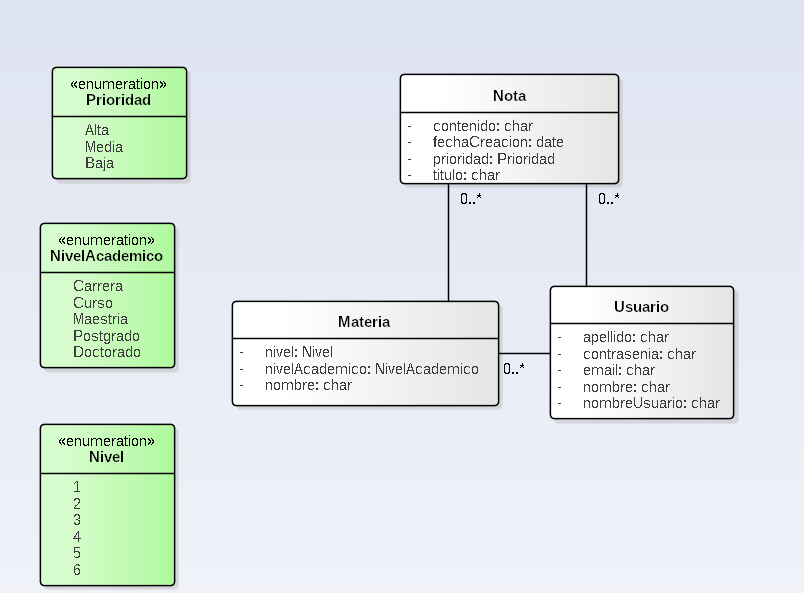 «enumeration»
Prioridad
Alta
Media
Baja
«enumeration»
NivelAcademico
Carrera
Curso
Maestria
Postgrado
Doctorado
«enumeration»
Nivel
1
2
3
4
5
6
Nota
- contenido: char
- fechaCreacion: date
- prioridad: Prioridad
- titulo: char
0..*
0..*
Materia
- nivel: Nivel
- nivelAcademico: NivelAcademico
- nombre: char
0..*
Usuario
- apellido: char
- contrasenia: char
- email: char
- nombre: char
- nombreUsuario: char